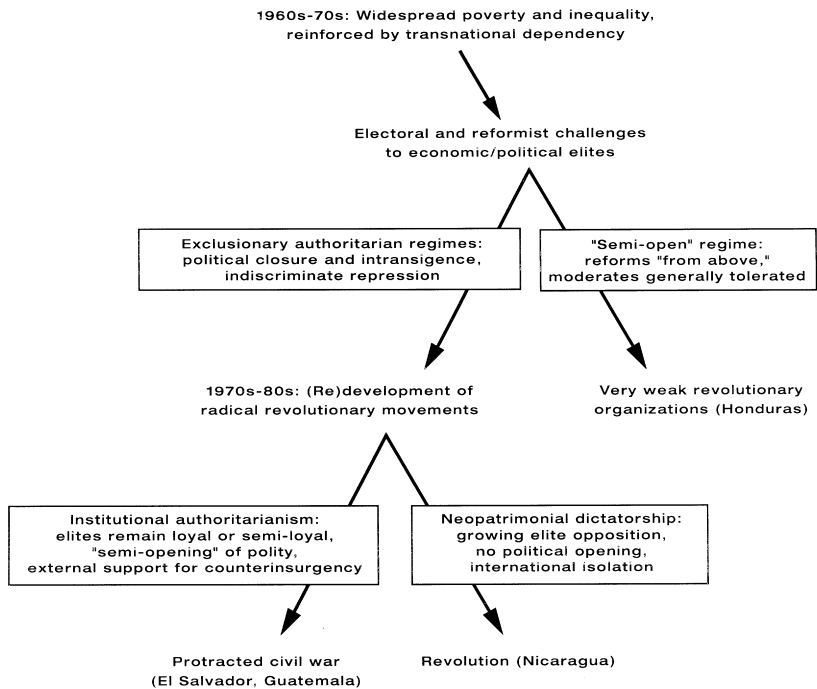 1960s-70s: Widespread poverty and inequality,
reinforced by transnational dependency
Electoral and reformist challenges
to economic/political elites
Exclusionary authoritarian regimes:
political closure and intransigence,
indiscriminate repression
"Semi-open" regime:
reforms "from above,"
moderates generally tolerated
1970s-80s: (Re)development of
radical revolutionary movements
Very weak revolutionary
organizations (Honduras)
Institutional authoritarianism:
elites remain loyal or semi-loyal,
"semi-opening" of polity,
external support for counterinsurgency
Neopatrimonial dictatorship:
growing elite opposition,
no political opening,
international isolation
Protracted civil war
(El Salvador, Guatemala)
Revolution (Nicaragua)